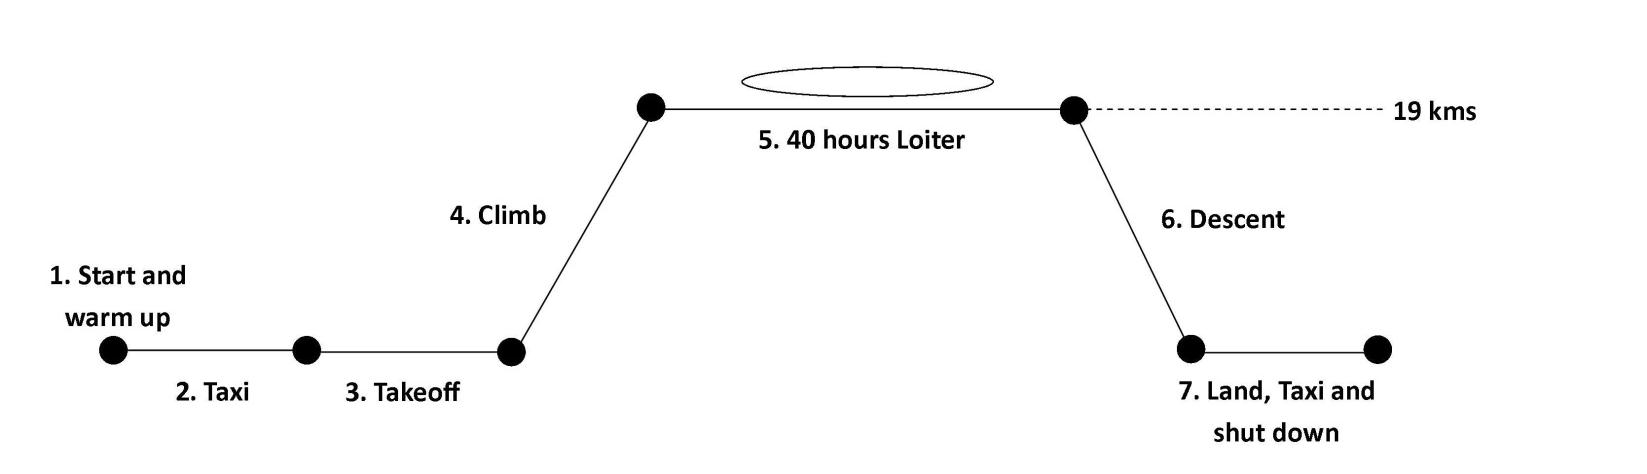 1. Start and
warm up
2. Taxi
3. Takeoff
4. Climb
5. 40 hours Loiter
19 kms
6. Descent
7. Land, Taxi and
shut down